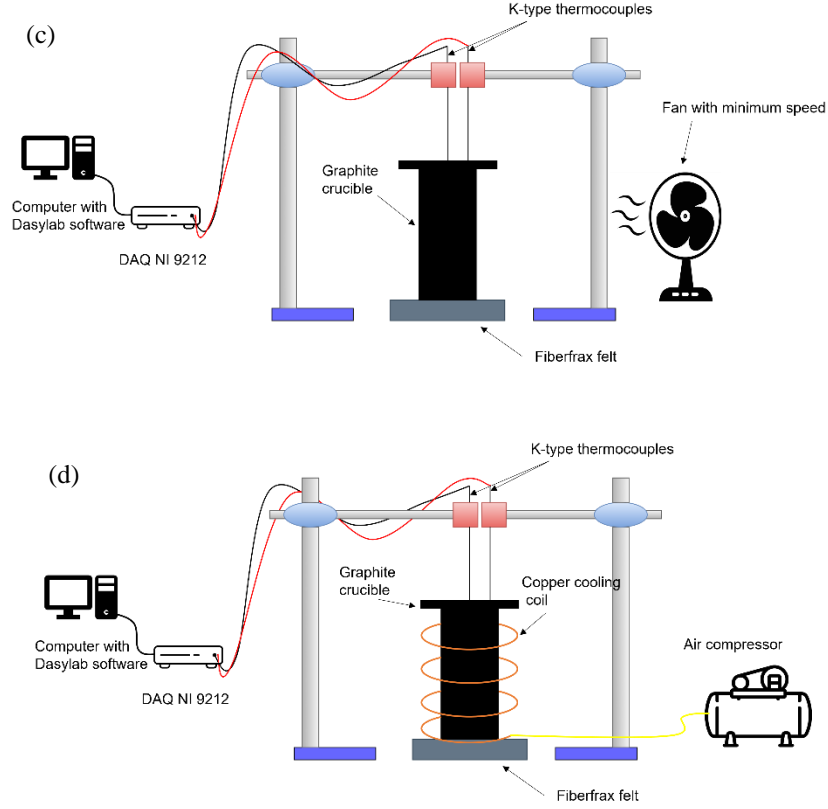 (c)
K-type thermocouples
Fan with minimum speed
Graphite
crucible
Computer with
Dasylab software
DAQ NI 9212
Fiberfrax felt
(d)
K-type thermocouples
Graphite
crucible
Copper cooling
coil
Air compressor
Computer with
Dasylab software
DAQ NI 9212
Fiberfrax felt